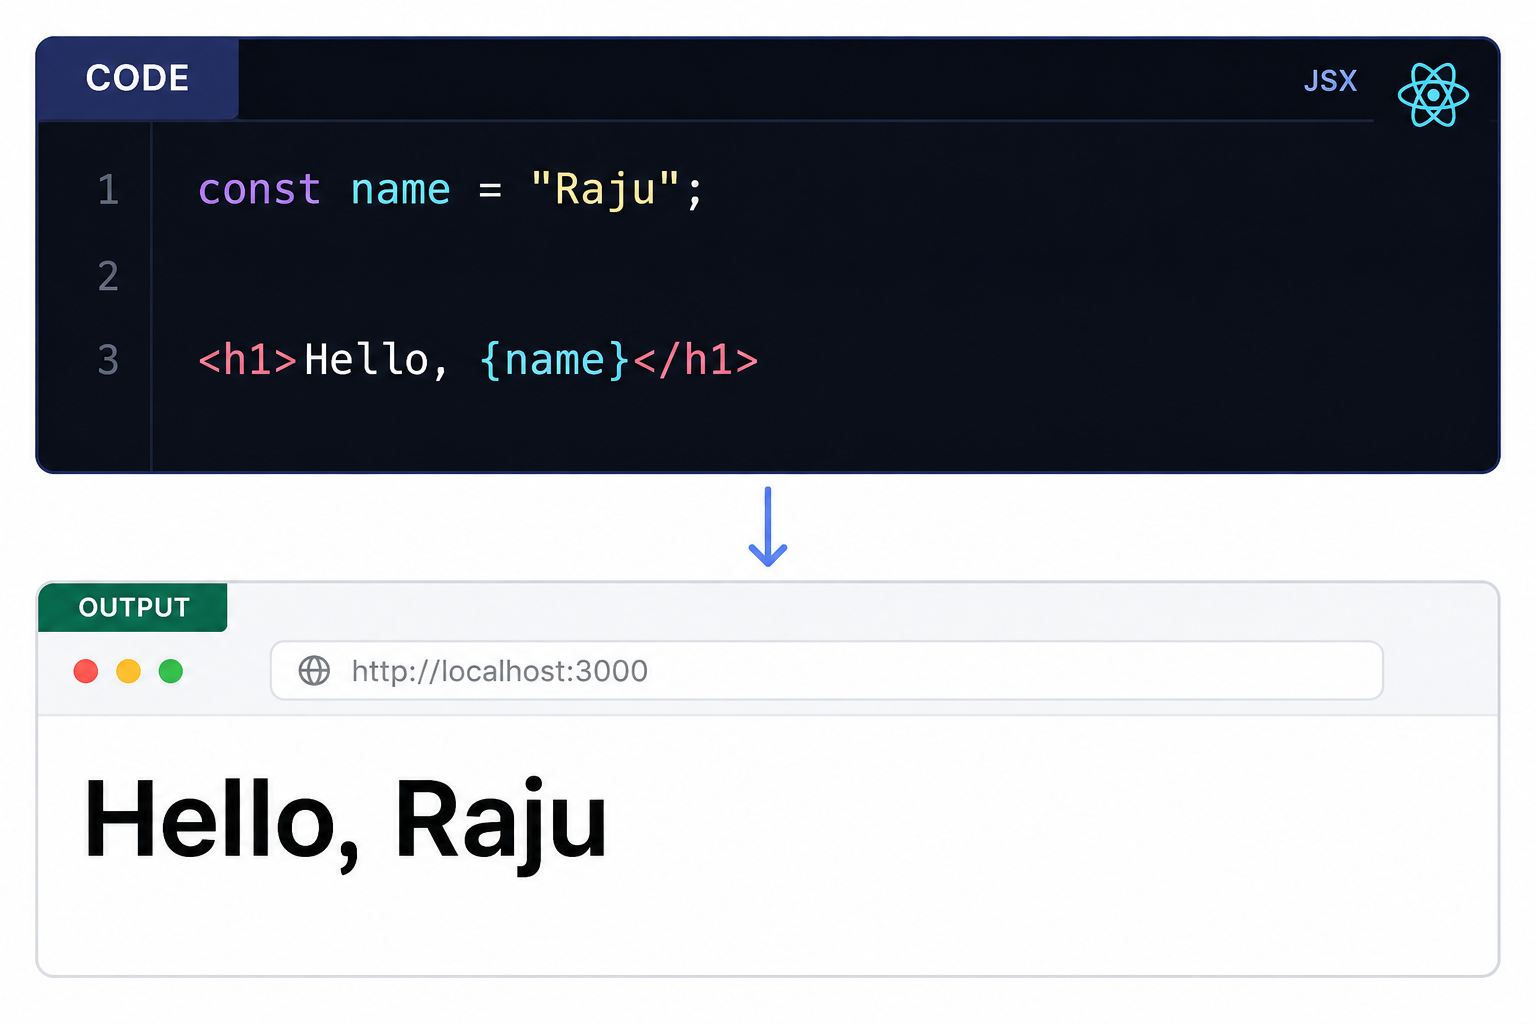 CODE
JSX
1 const name = "Raju";
2
3 <h1>Hello, {name}</h1>
OUTPUT
http://localhost:3000
Hello, Raju